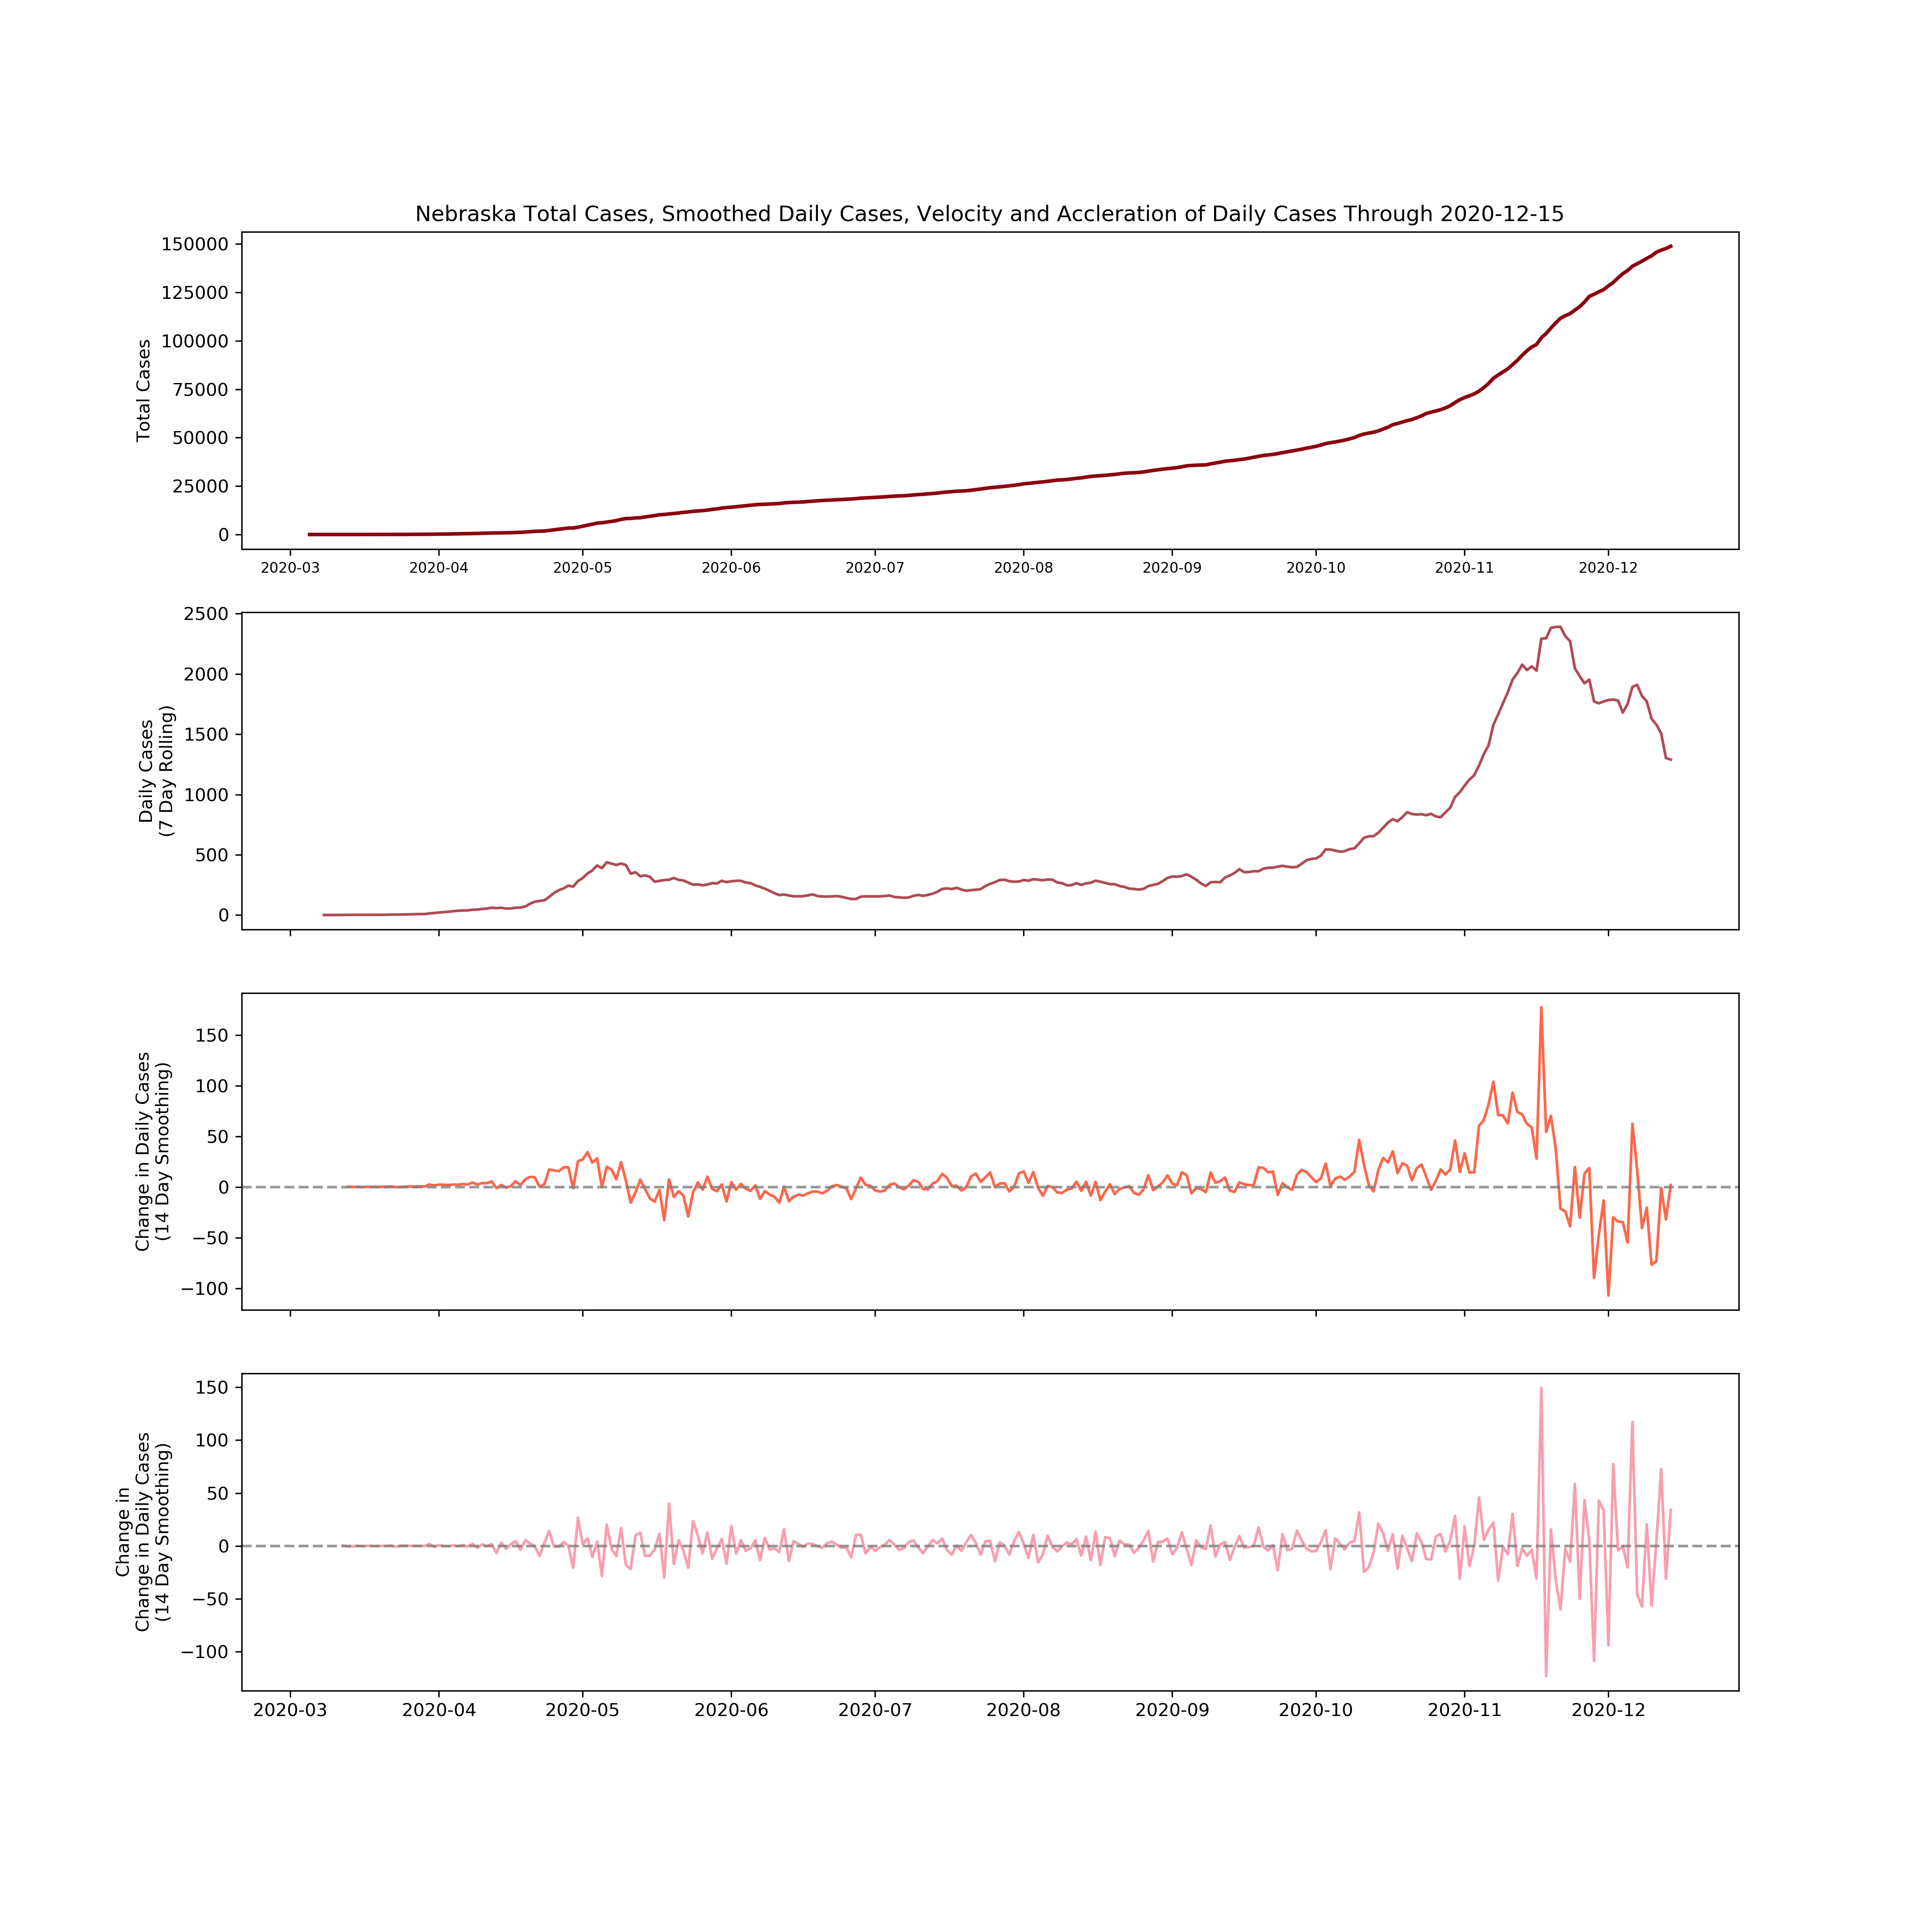 Nebraska Total Cases, Smoothed Daily Cases, Velocity and Accleration of Daily Cases Through 2020-12-15
Total Cases
150000
125000
100000
75000
50000
25000
0
2020-03 2020-04 2020-05 2020-06 2020-07 2020-08 2020-09 2020-10 2020-11 2020-12
Daily Cases
(7 Day Rolling)
2500
2000
1500
1000
500
0
Change in Daily Cases
(14 Day Smoothing)
150
100
50
0
−50
−100
Change in
Change in Daily Cases
(14 Day Smoothing)
150
100
50
0
−50
−100
2020-03 2020-04 2020-05 2020-06 2020-07 2020-08 2020-09 2020-10 2020-11 2020-12